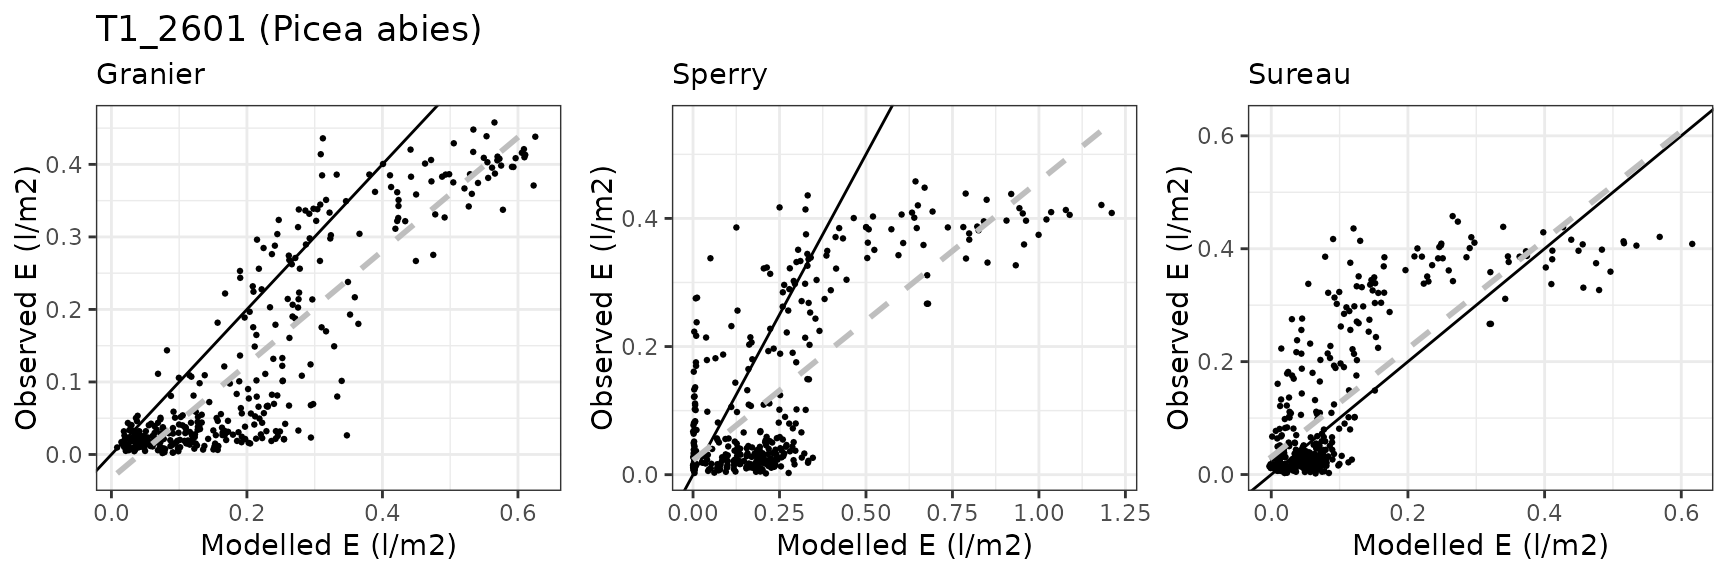 T1_2601 (Picea abies)
Granier
Observed E (l/m2)
0.4
0.3
0.2
0.1
0.0
0.0 0.2 0.4 0.6
Modelled E (l/m2)
Sperry
Observed E (l/m2)
0.4
0.2
0.0
0.00 0.25 0.50 0.75 1.00 1.25
Modelled E (l/m2)
Sureau
Observed E (l/m2)
0.6
0.4
0.2
0.0
0.0 0.2 0.4 0.6
Modelled E (l/m2)